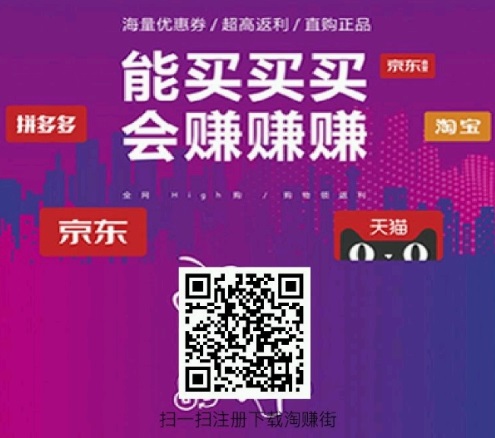 海量优惠券 / 超高返利 / 直购正品
能买买买
会赚赚赚
京东
拼多多
淘宝
全网 High购 / 购物低返利
京东
天猫
扫一扫注册下载淘赚街